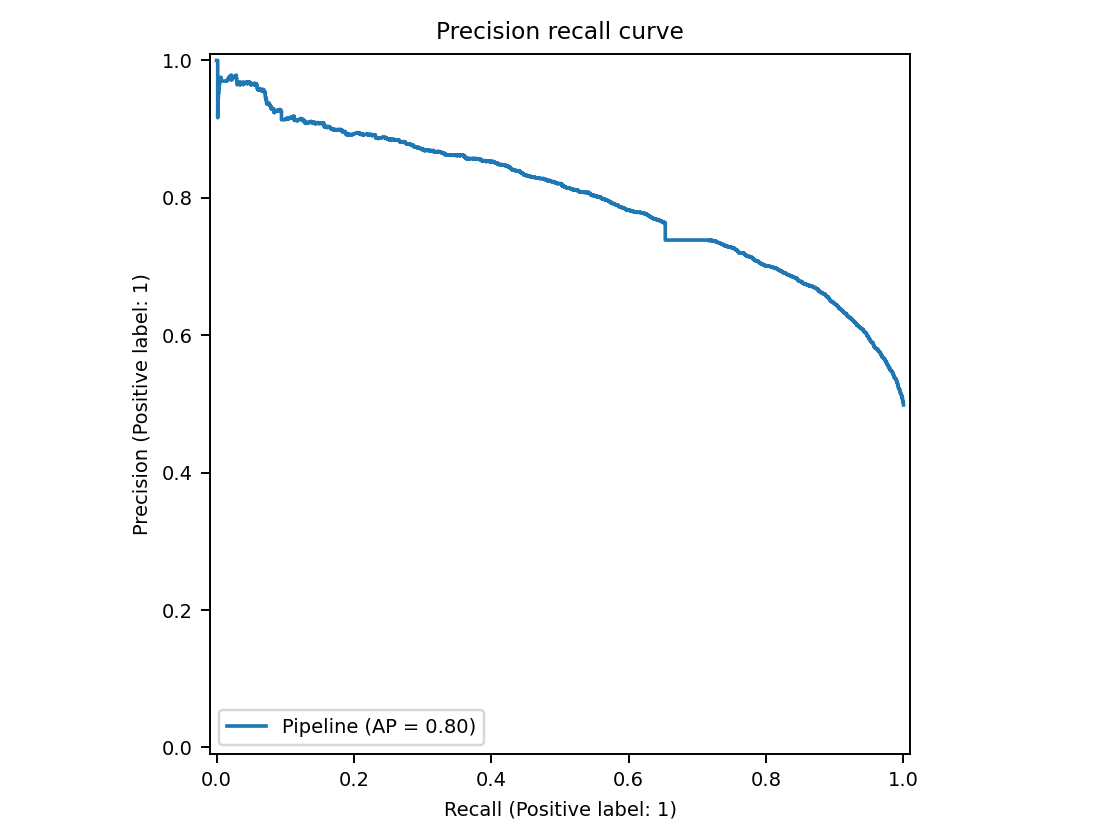 Precision recall curve
1.0
0.8
0.6
0.4
0.2
0.0
Precision (Positive label: 1)
Pipeline (AP = 0.80)
0.0 0.2 0.4 0.6 0.8 1.0
Recall (Positive label: 1)